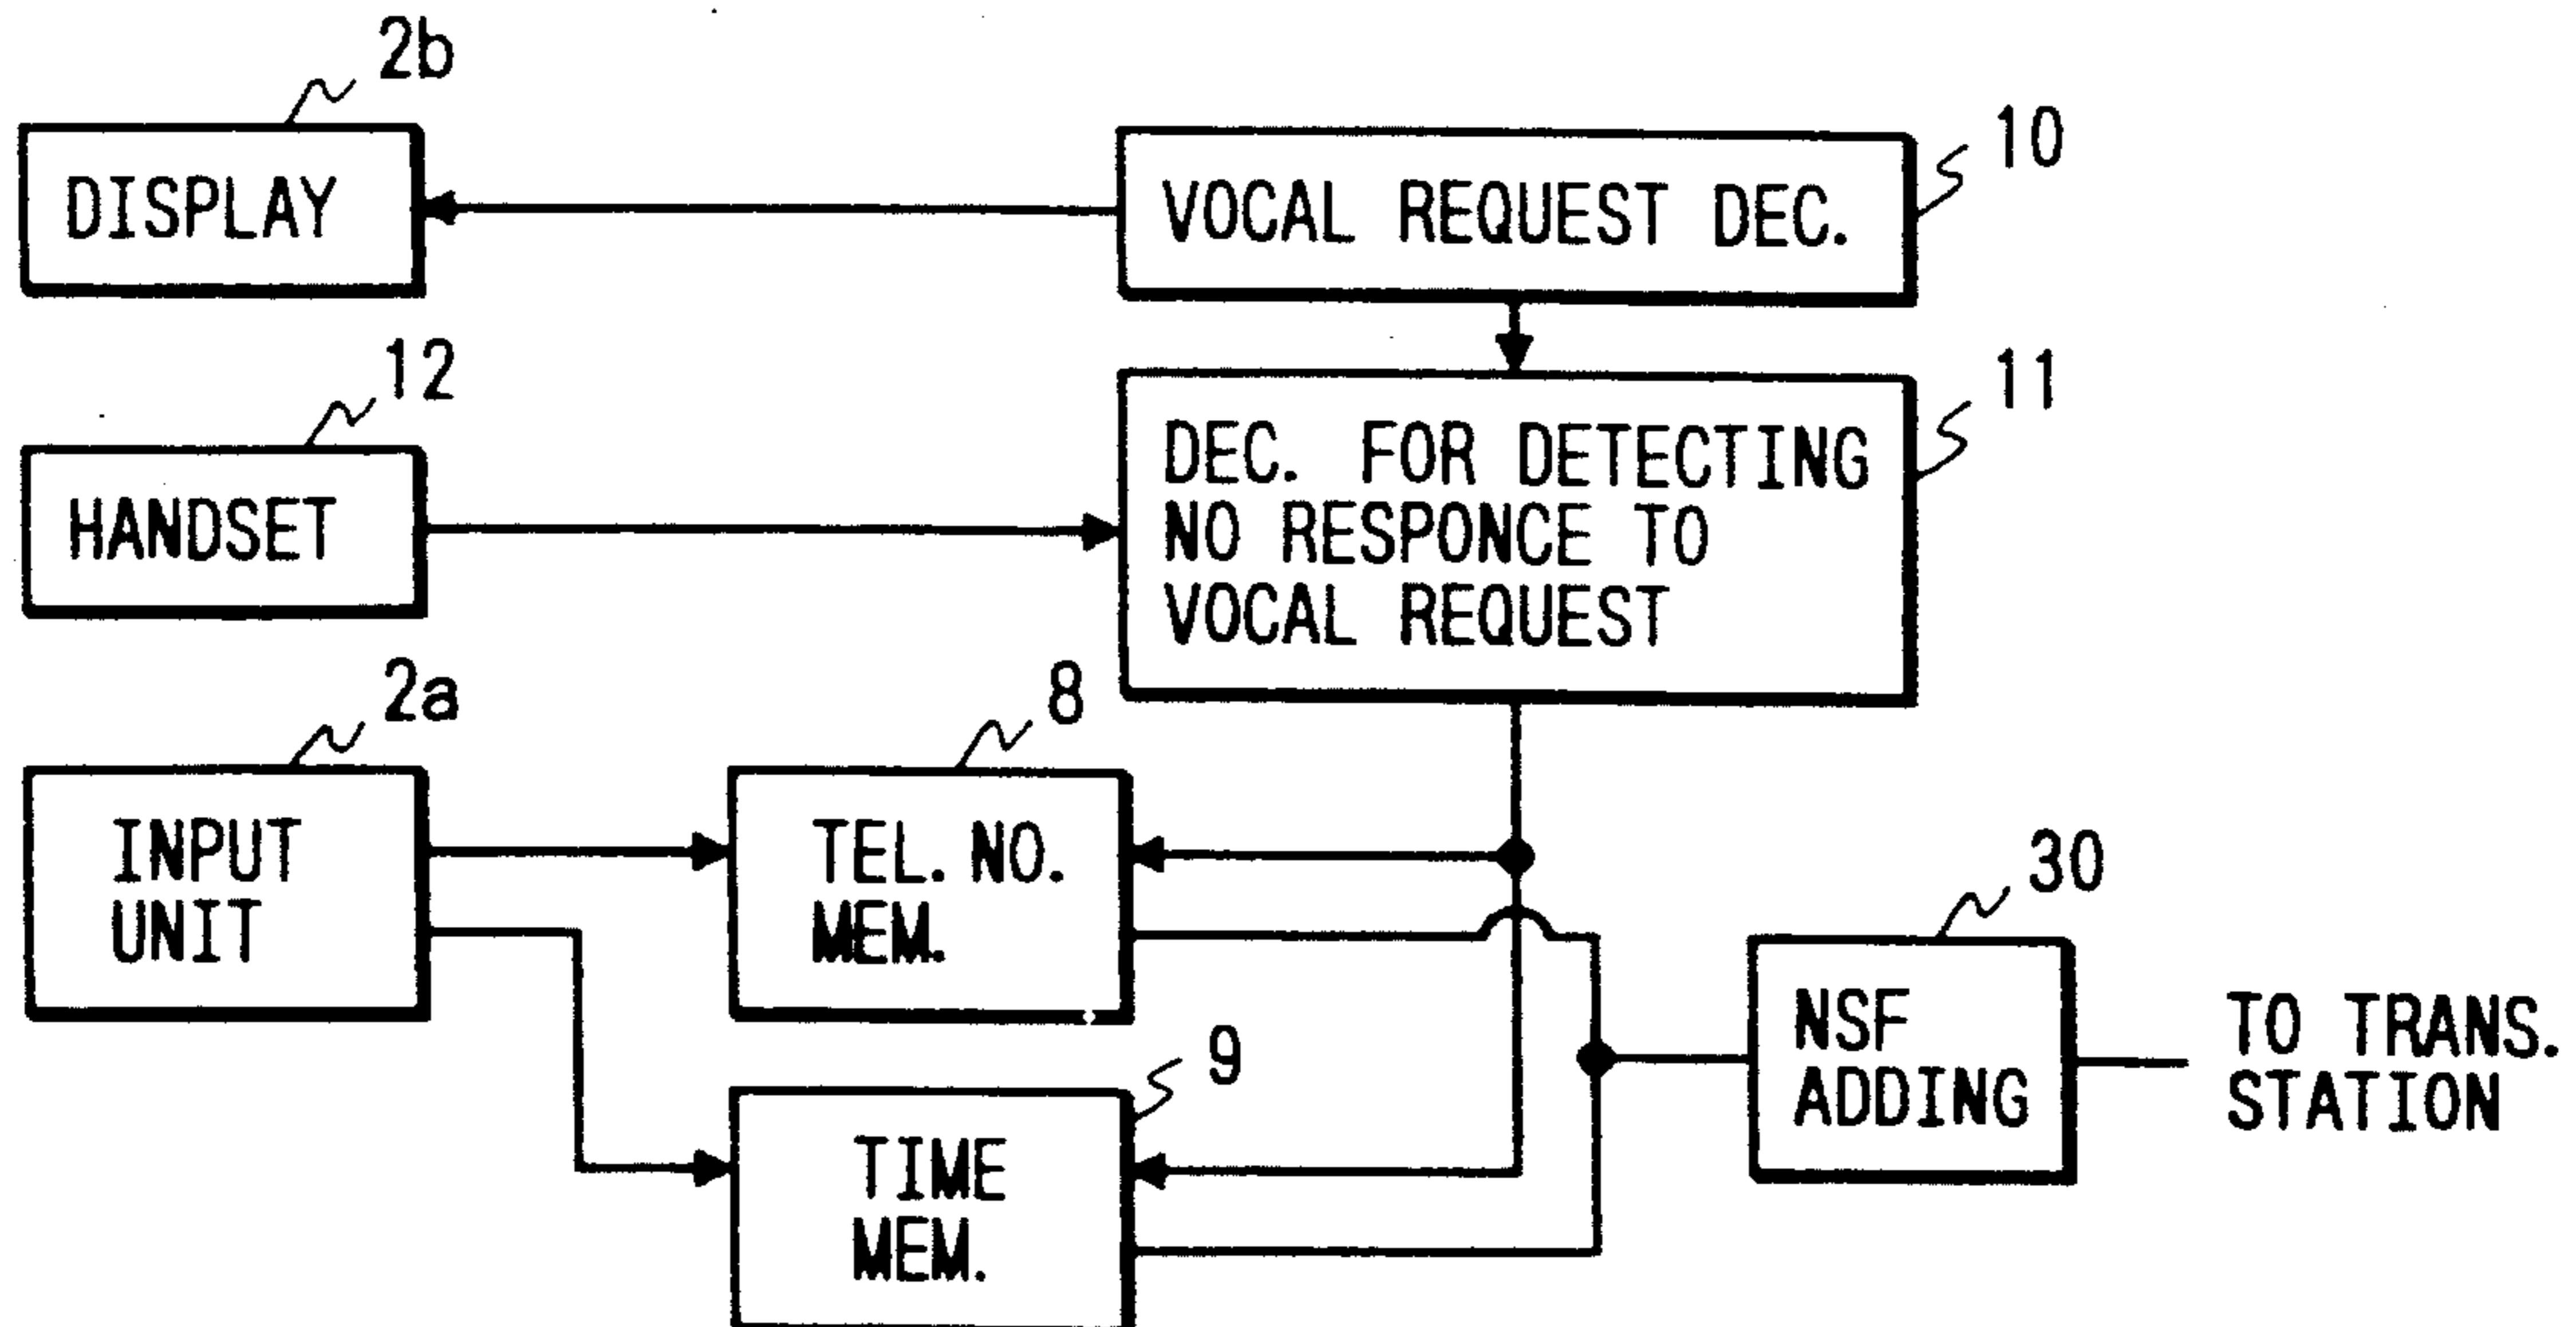 2b
DISPLAY
10
VOCAL REQUEST DEC.
12
HANDSET
11
DEC. FOR DETECTING
NO RESPONCE TO
VOCAL REQUEST
2a
INPUT
UNIT
8
TEL. NO.
MEM.
9
TIME
MEM.
30
NSF
ADDING
TO TRANS.
STATION